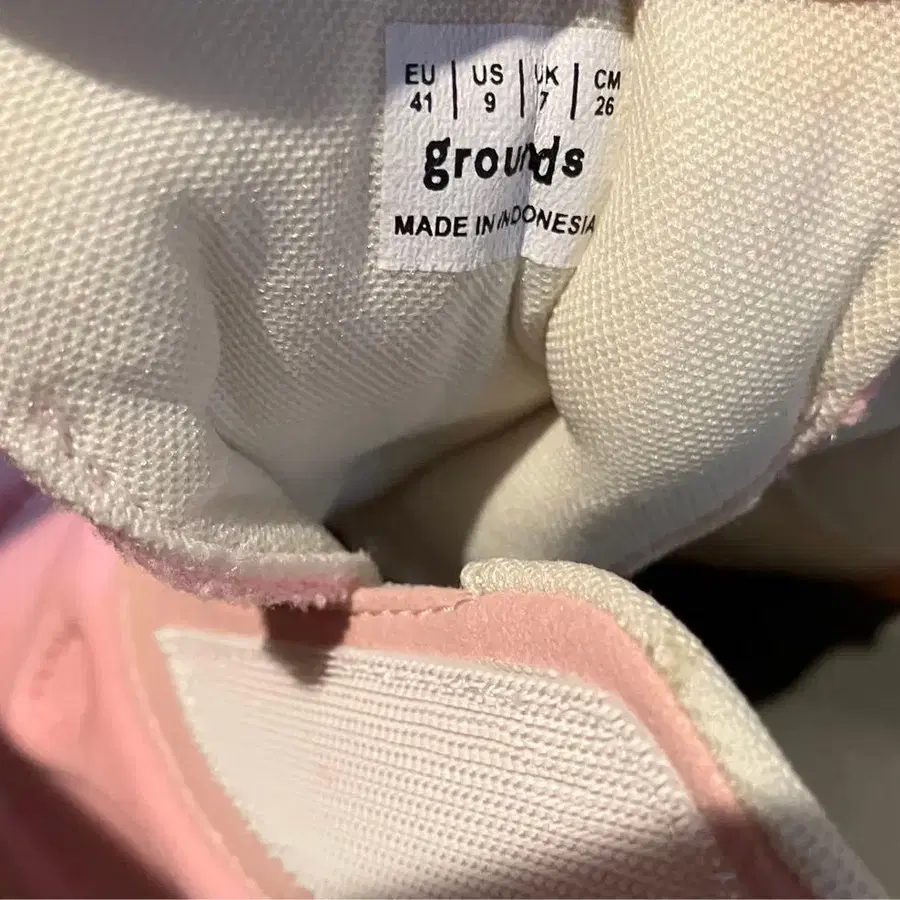 EU | US | UK | CM
41 | 9 | 7 | 26
grounds
MADE IN INDONESIA